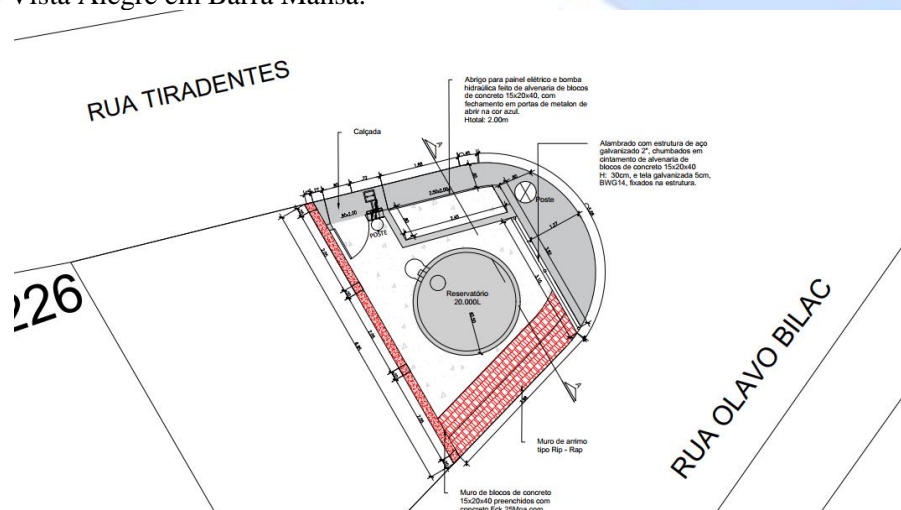 Vista Alegre em Barra Mansa.
RUA TIRADENTES
Abrigo para painel elétrico e bomba
hidraúlica feito de alvenaria de blocos
de concreto 15x20x40, com
fechamento em portas de metalon de
abrir na cor azul.
Htotal: 2.00m
Calçada
Alambrado com estrutura de aço
galvanizado 2", chumbados em
cintamento de alvenaria de
blocos de concreto 15x20x40
H: 30cm, e tela galvanizada 5cm,
BWG14, fixados na estrutura.
A
Poste
POSTE
226
Reservatório
20.000L
RUA OLAVO BILAC
A
Muro de arrimo
tipo Rip - Rap
Muro de blocos de concreto
15x20x40 preenchidos com
concreto Fck 25Mpa com